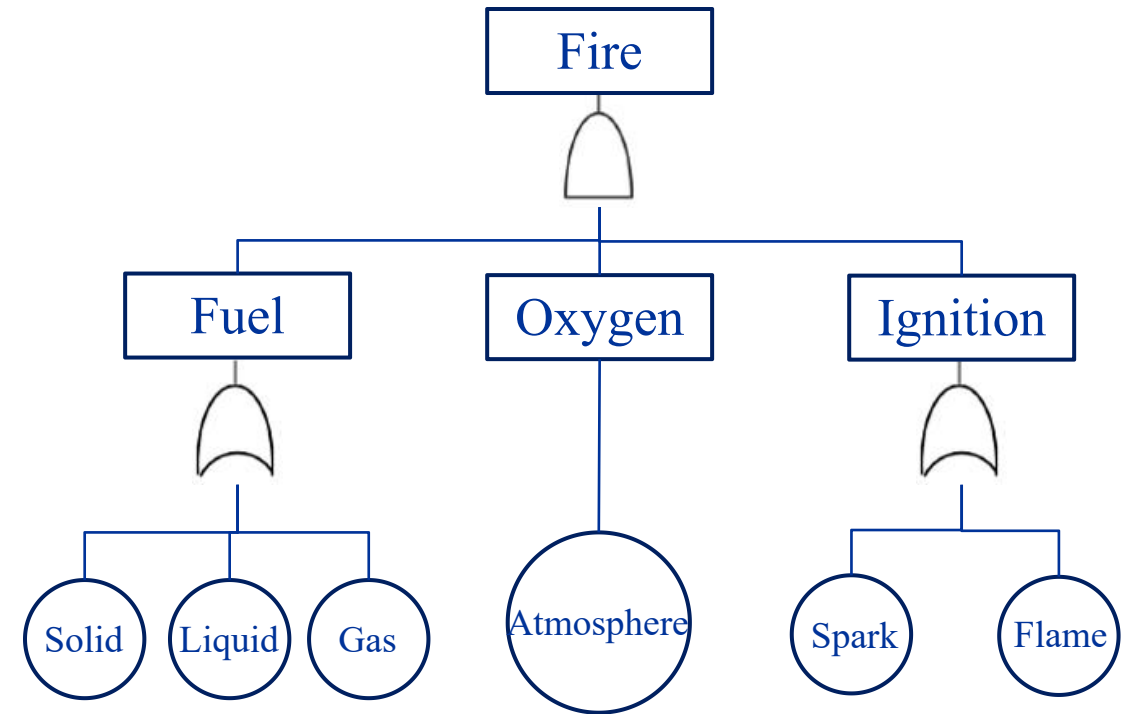 Fire
Fuel
Oxygen
Ignition
Solid
Liquid
Gas
Atmosphere
Spark
Flame